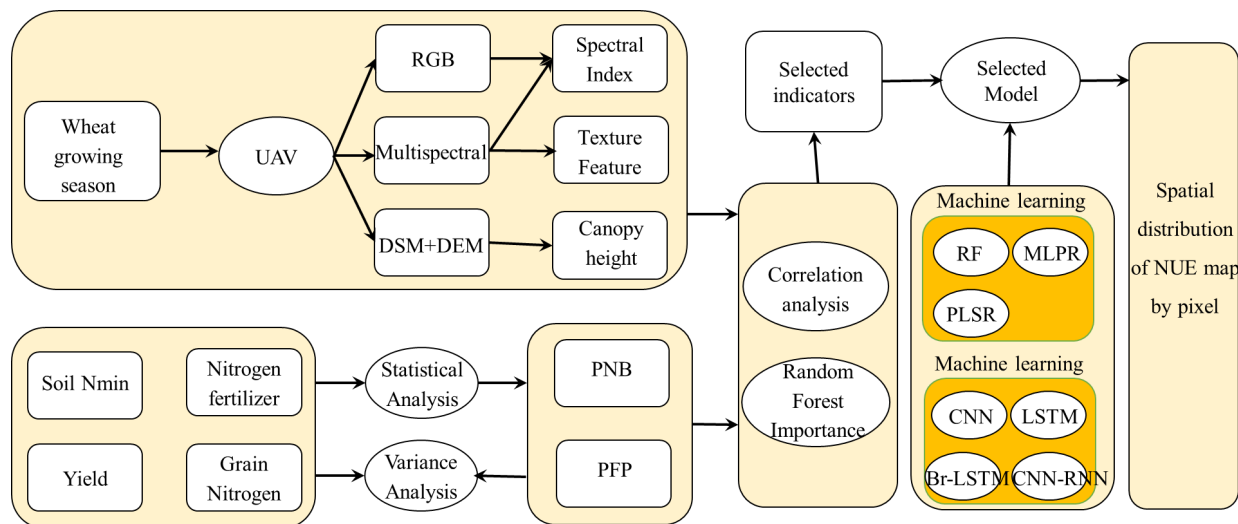 Wheat
growing
season
UAV
RGB
Multispectral
DSM+DEM
Spectral
Index
Texture
Feature
Canopy
height
Soil Nmin
Nitrogen
fertilizer
Yield
Grain
Nitrogen
Statistical
Analysis
Variance
Analysis
PNB
PFP
Selected
indicators
Correlation
analysis
Random
Forest
Importance
Selected
Model
Machine learning
RF
MLPR
PLSR
Machine learning
CNN
LSTM
Br-LSTM
CNN-RNN
Spatial
distribution
of NUE map
by pixel